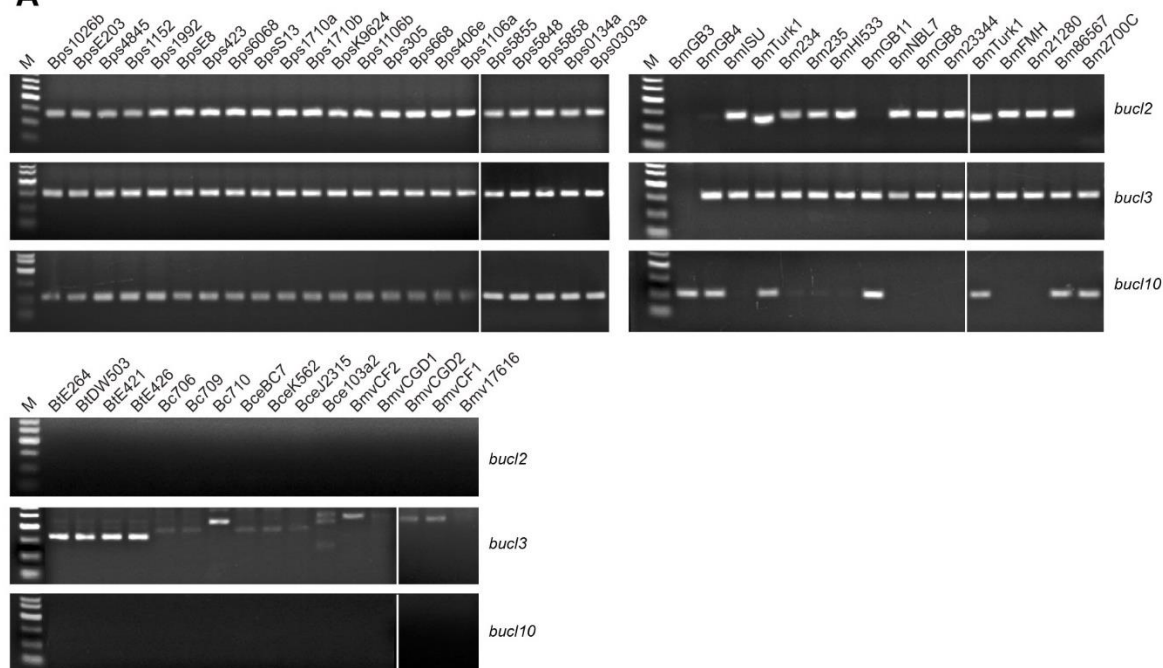 A
M Bps1026b BpsE203 Bps4845 Bps1152 Bps1992 BpsE8 Bps423 Bps6068 BpsS13 Bps1710a Bps1710b BpsK9624 Bps1106b Bps305 Bps668 Bps406e Bps1106a Bps5855 Bps5848 Bps5858 Bps0134a Bps0303a
M BmGB3 BmGB4 BmISU BmTurk1 Bm234 Bm235 BmHI533 BmGB11 BmNBL7 BmGB8 Bm23344 BmTurk1 BmFMH Bm21280 Bm86567 Bm2700C
bucl2
bucl3
bucl10
M BtE264 BtDW503 BtE421 BtE426 Bc706 Bc709 Bc710 BceBC7 BceK562 BceJ2315 Bce103a2 BmvCF2 BmvCGD1 BmvCGD2 BmvCF1 Bmv17616
bucl2
bucl3
bucl10